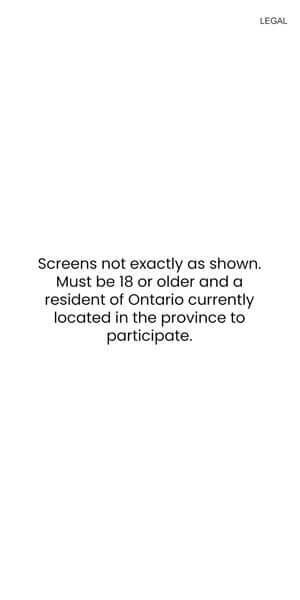 LEGAL
Screens not exactly as shown.
Must be 18 or older and a
resident of Ontario currently
located in the province to
participate.